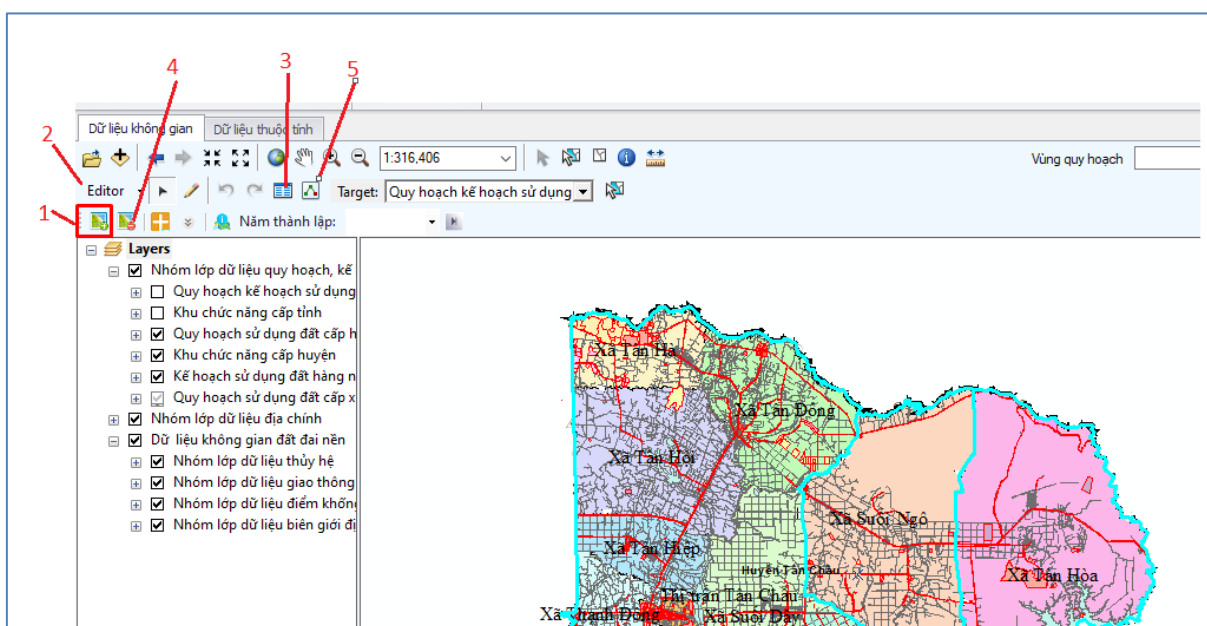 4
3
5
Dữ liệu không gian
Dữ liệu thuộc tính
2
1:316,406
Vùng quy hoạch
Editor
Target: Quy hoạch kế hoạch sử dụng
1
Năm thành lập:
Layers
Nhóm lớp dữ liệu quy hoạch, kế
Quy hoạch kế hoạch sử dụng
Khu chức năng cấp tỉnh
Quy hoạch sử dụng đất cấp h
Khu chức năng cấp huyện
Kế hoạch sử dụng đất hàng n
Quy hoạch sử dụng đất cấp x
Nhóm lớp dữ liệu địa chính
Dữ liệu không gian đất đai nền
Nhóm lớp dữ liệu thủy hệ
Nhóm lớp dữ liệu giao thông
Nhóm lớp dữ liệu điểm khống
Nhóm lớp dữ liệu biên giới đị
Xã Tân Hà
Xã Tân Đông
Xã Tân Hội
Xã Suối Ngô
Xã Tân Hiệp
Huyện Tân Châu
Xã Tân Hòa
Thị trấn Tân Châu
Xã Thạnh Đông
Xã Suối Dây